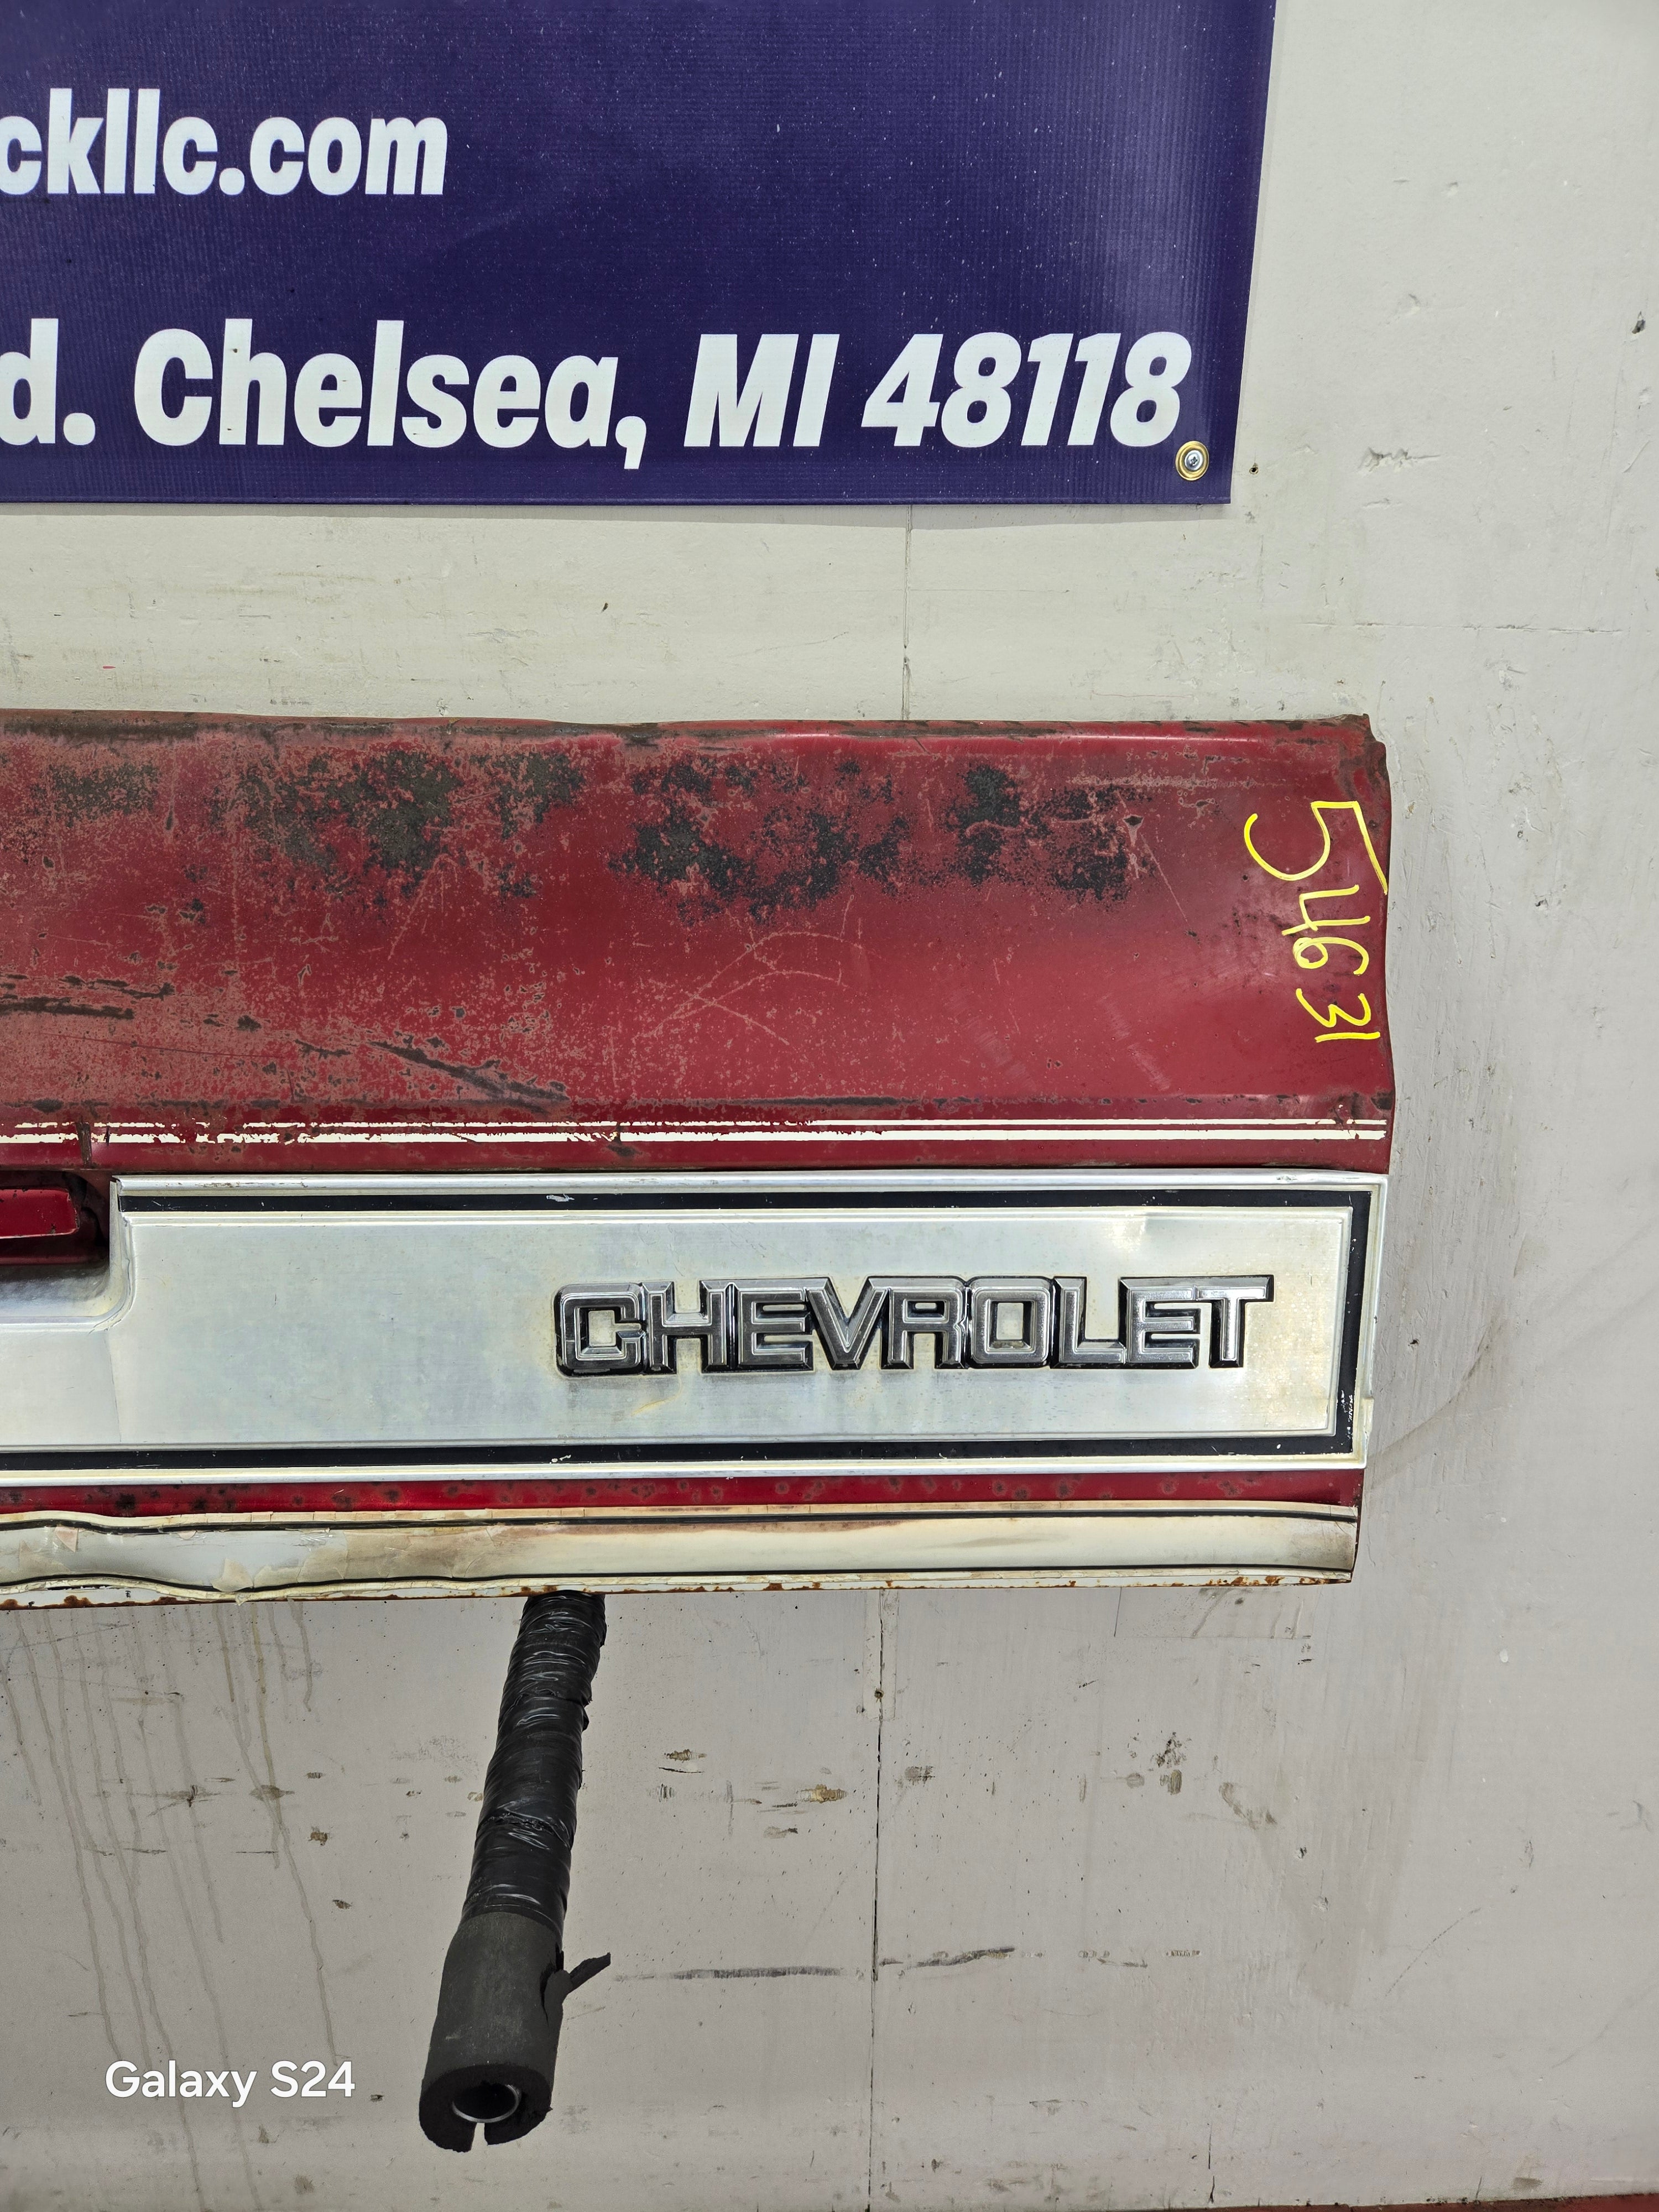 ckllc.com
d. Chelsea, MI 48118
54631
CHEVROLET
Galaxy S24